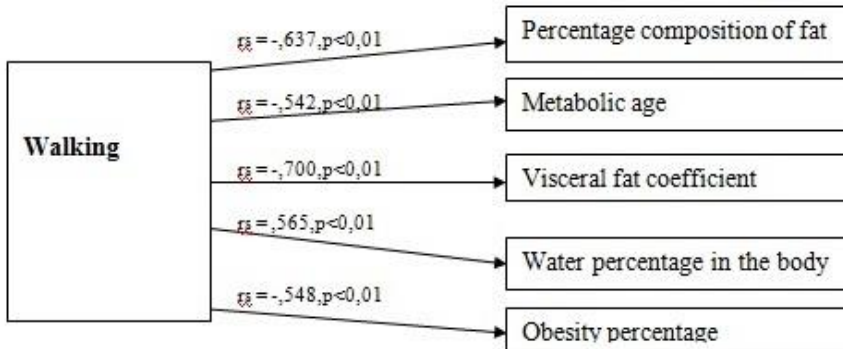 rs = -,637,p<0,01
Percentage composition of fat
rs = -,542,p<0,01
Metabolic age
Walking
rs = -,700,p<0,01
Visceral fat coefficient
rs = ,565,p<0,01
Water percentage in the body
rs = -,548,p<0,01
Obesity percentage